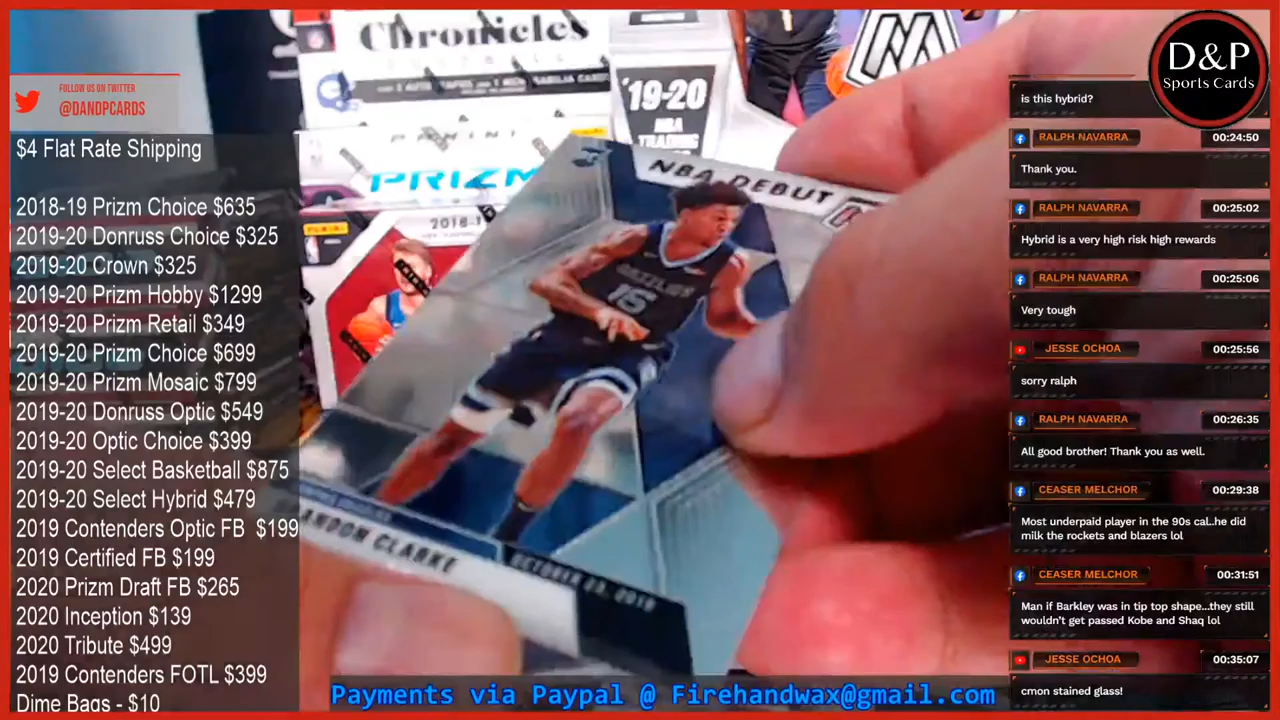 FOLLOW US ON TWITTER
@DANDPCARDS
$4 Flat Rate Shipping
2018-19 Prizm Choice $635
2019-20 Donruss Choice $325
2019-20 Crown $325
2019-20 Prizm Hobby $1299
2019-20 Prizm Retail $349
2019-20 Prizm Choice $699
2019-20 Prizm Mosaic $799
2019-20 Donruss Optic $549
2019-20 Optic Choice $399
2019-20 Select Basketball $875
2019-20 Select Hybrid $479
2019 Contenders Optic FB $199
2019 Certified FB $199
2020 Prizm Draft FB $265
2020 Inception $139
2020 Tribute $499
2019 Contenders FOTL $399
Dime Bags - $10
Chronicles
'19-20
NBA
TRADING
PANINI
PRIZM
2018-1
NBA DEBUT
GRIZZLIES
15
ANDON CLARKE
OCTOBER 23, 2019
Payments via Paypal @ Firehandwax@gmail.com
D&P
Sports Cards
is this hybrid?
RALPH NAVARRA
00:24:50
Thank you.
RALPH NAVARRA
00:25:02
Hybrid is a very high risk high rewards
RALPH NAVARRA
00:25:06
Very tough
JESSE OCHOA
00:25:56
sorry ralph
RALPH NAVARRA
00:26:35
All good brother! Thank you as well.
CEASER MELCHOR
00:29:38
Most underpaid player in the 90s cal..he did
milk the rockets and blazers lol
CEASER MELCHOR
00:31:51
Man if Barkley was in tip top shape...they still
wouldn't get passed Kobe and Shaq lol
JESSE OCHOA
00:35:07
cmon stained glass!